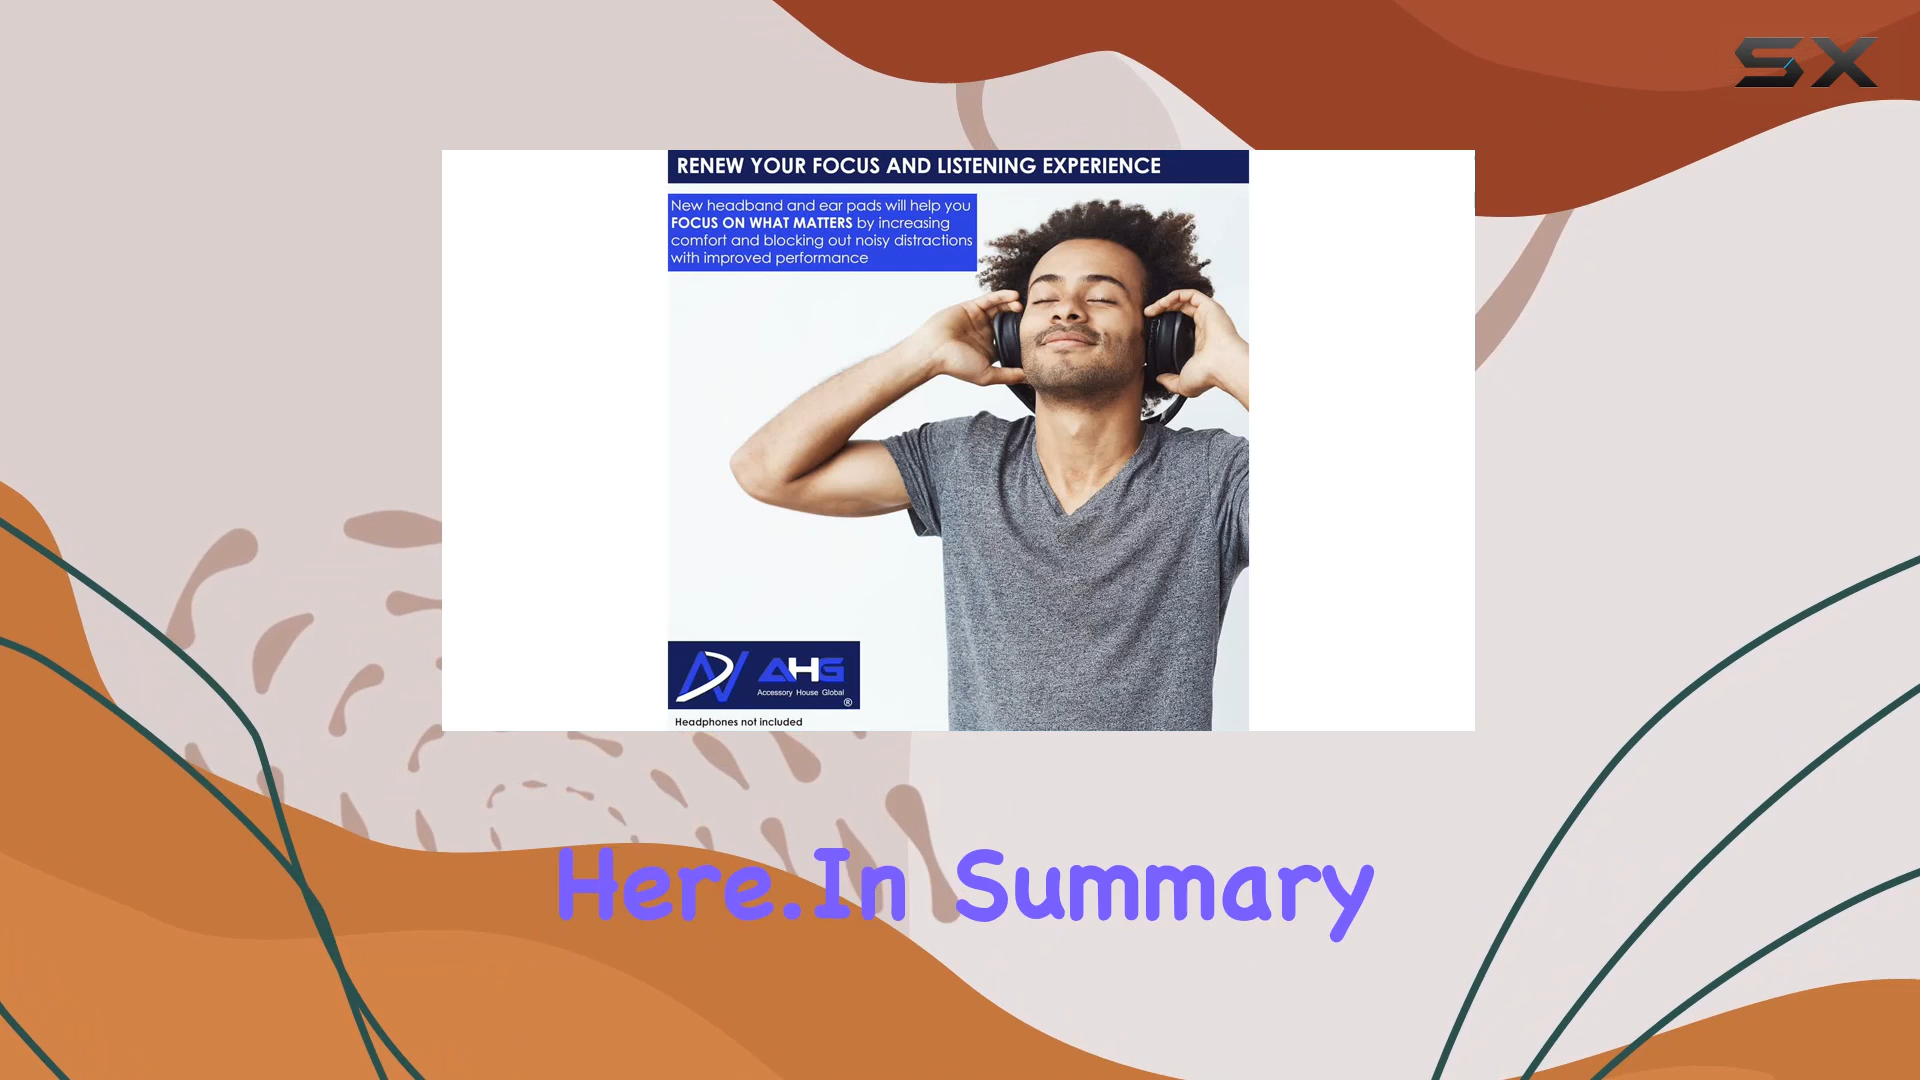 SX
RENEW YOUR FOCUS AND LISTENING EXPERIENCE
New headband and ear pads will help you
FOCUS ON WHAT MATTERS by increasing
comfort and blocking out noisy distractions
with improved performance
AHG
Accessory House Global
®
Headphones not included
Here.In Summary